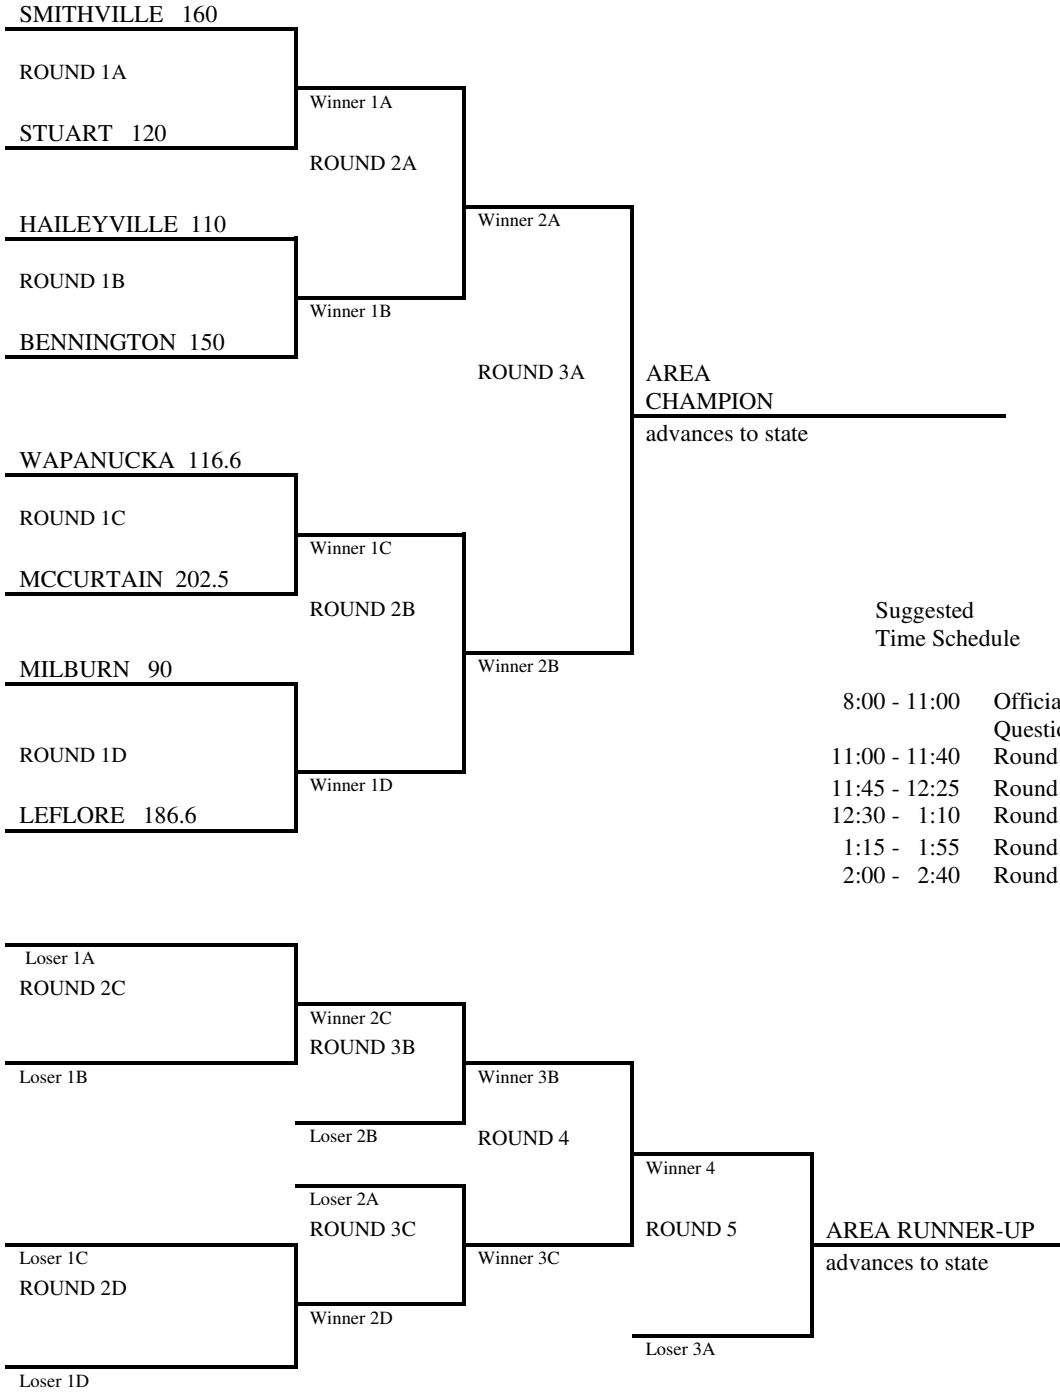 SMITHVILLE 160
ROUND 1A
Winner 1A
STUART 120
ROUND 2A
HAILEYVILLE 110
Winner 2A
ROUND 1B
Winner 1B
BENNINGTON 150
ROUND 3A
AREA
CHAMPION
advances to state
WAPANUCKA 116.6
ROUND 1C
Winner 1C
MCCURTAIN 202.5
ROUND 2B
Winner 2B
MILBURN 90
ROUND 1D
Winner 1D
LEFLORE 186.6
Suggested
Time Schedule
8:00 - 11:00 Officia
Questio
11:00 - 11:40 Round
11:45 - 12:25 Round
12:30 - 1:10 Round
1:15 - 1:55 Round
2:00 - 2:40 Round
Loser 1A
ROUND 2C
Winner 2C
ROUND 3B
Loser 1B
Winner 3B
Loser 2B
ROUND 4
Winner 4
Loser 2A
ROUND 3C
ROUND 5
AREA RUNNER-UP
advances to state
Loser 1C
Winner 3C
ROUND 2D
Winner 2D
Loser 3A
Loser 1D